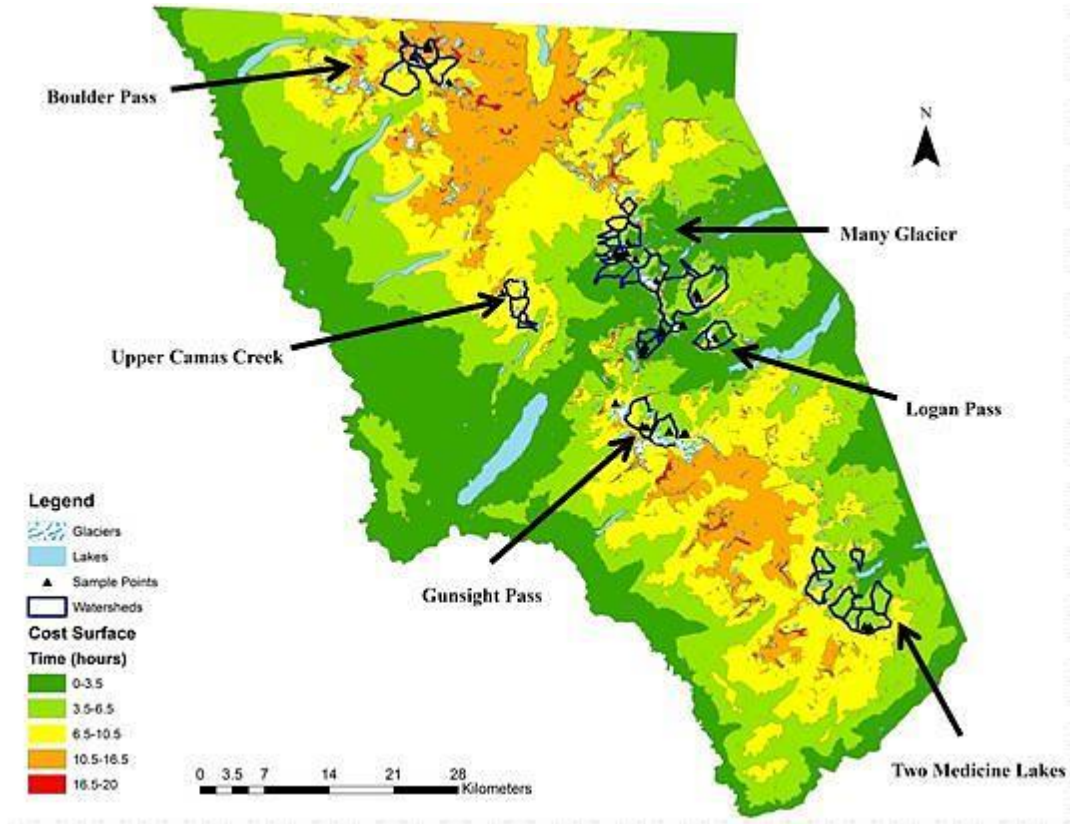 Boulder Pass
N
Many Glacier
Upper Camas Creek
Logan Pass
Legend
Glaciers
Lakes
Sample Points
Watersheds
Cost Surface
Time (hours)
0-3.5
3.5-6.5
6.5-10.5
10.5-16.5
16.5-20
Gunsight Pass
0 3.5 7 14 21 28
Kilometers
Two Medicine Lakes